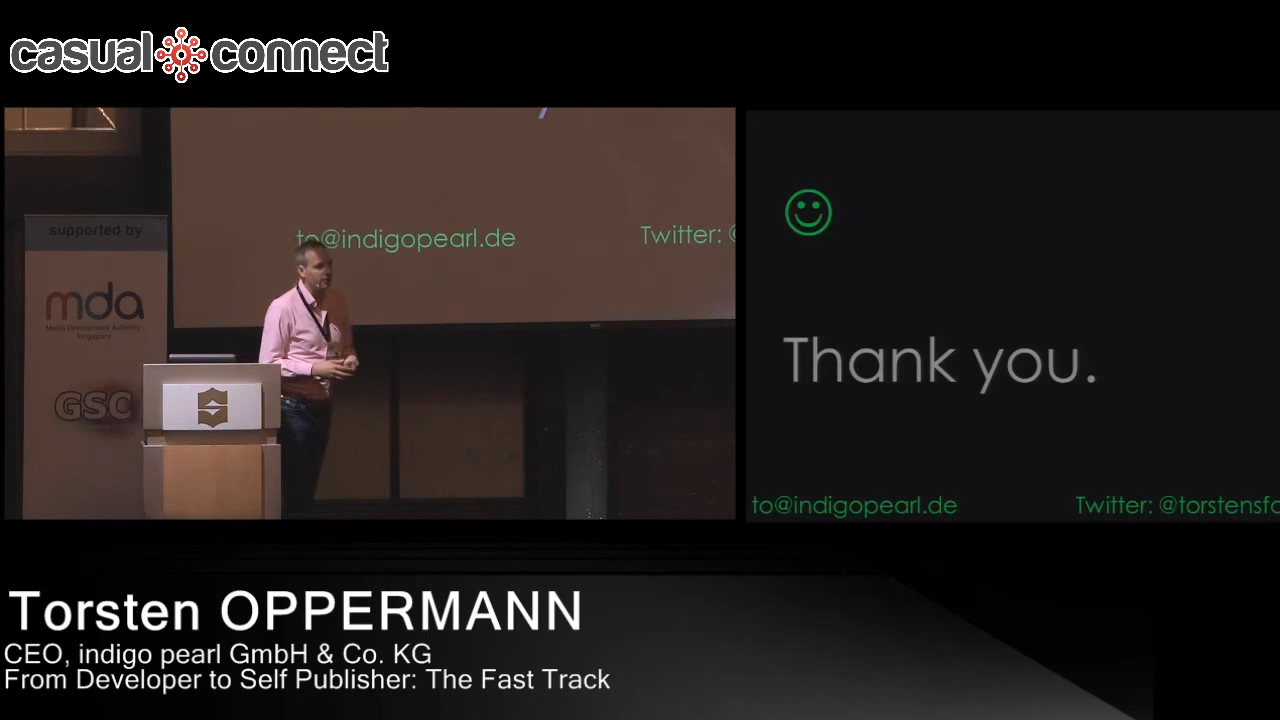 casual connect
supported by
mda
Media Development Authority
Singapore
GSC
to@indigopearl.de
Twitter:
Thank you.
to@indigopearl.de
Twitter: @torstensfo
Torsten OPPERMANN
CEO, indigo pearl GmbH & Co. KG
From Developer to Self Publisher: The Fast Track